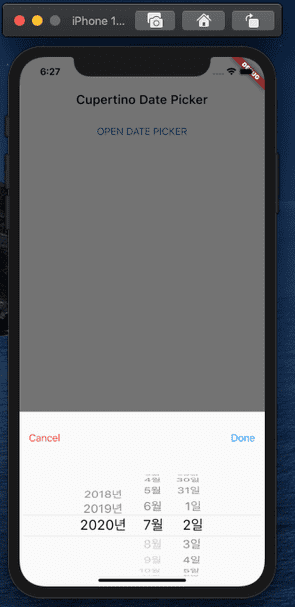 iPhone 1...
6:27
DEBUG
Cupertino Date Picker
OPEN DATE PICKER
Cancel
Done
4월 30일
5월 31일
2018년
6월 1일
2019년
2020년 7월 2일
8월 3일
9월 4일
10월 5일